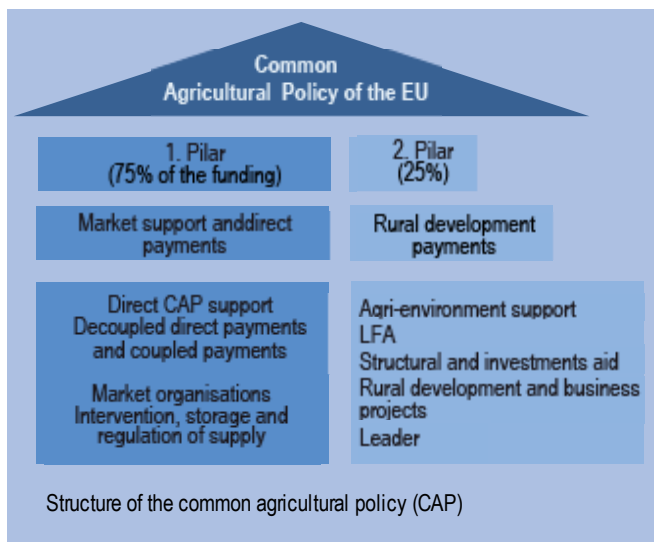 Common
Agricultural Policy of the EU
1. Pilar
(75% of the funding)
2. Pilar
(25%)
Market support anddirect
payments
Rural development
payments
Direct CAP support
Decoupled direct payments
and coupled payments
Market organisations
Intervention, storage and
regulation of supply
Agri-environment support
LFA
Structural and investments aid
Rural development and business
projects
Leader
Structure of the common agricultural policy (CAP)